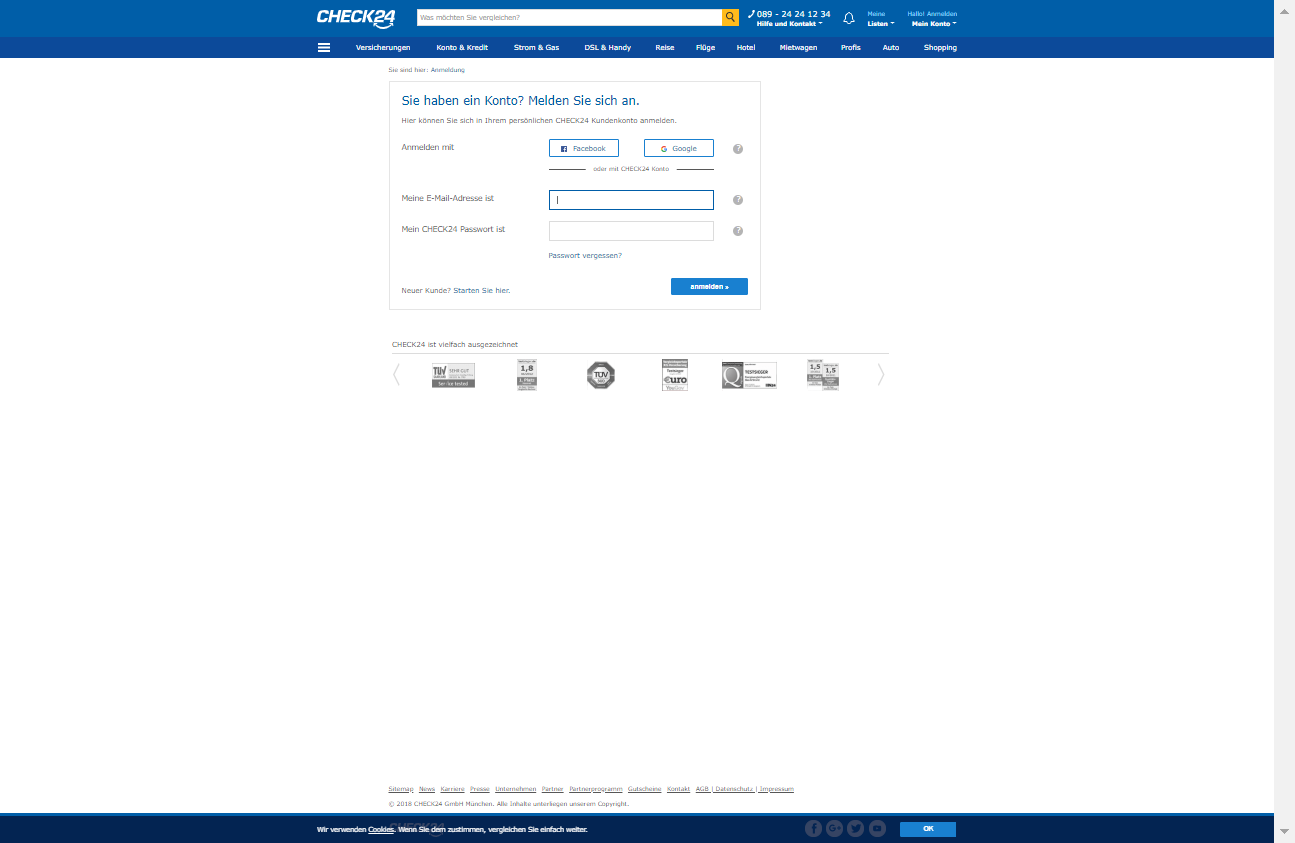 CHECK24
Was möchten Sie vergleichen?
089 - 24 24 12 34
Hilfe und Kontakt
Meine
Listen
Hallo! Anmelden
Mein Konto
Versicherungen
Konto & Kredit
Strom & Gas
DSL & Handy
Reise
Flüge
Hotel
Mietwagen
Profis
Auto
Shopping
Sie sind hier: Anmeldung
Sie haben ein Konto? Melden Sie sich an.
Hier können Sie sich in Ihrem persönlichen CHECK24 Kundenkonto anmelden.
Anmelden mit
Facebook
Google
?
oder mit CHECK24 Konto
Meine E-Mail-Adresse ist
?
Mein CHECK24 Passwort ist
?
Passwort vergessen?
Neuer Kunde? Starten Sie hier.
anmelden »
CHECK24 ist vielfach ausgezeichnet
TÜV
SEHR GUT
1,8
1. Platz
TÜV
Testsieger
€uro
TESTSIEGER
1,5
1,5
Sitemap News Karriere Presse Unternehmen Partner Partnerprogramm Gutscheine Kontakt AGB | Datenschutz | Impressum
© 2018 CHECK24 GmbH München. Alle Inhalte unterliegen unserem Copyright.
CHECK24
Wir verwenden Cookies. Wenn Sie dem zustimmen, vergleichen Sie einfach weiter.
OK